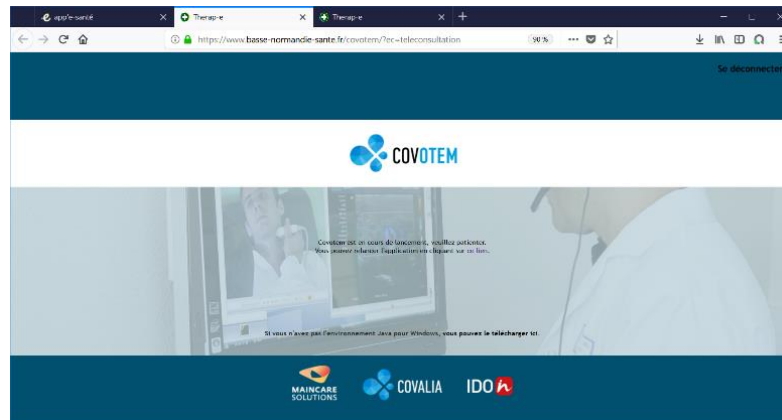 app'e-santé
Therap-e
Therap-e
https://www.basse-normandie-sante.fr/covotem/?ec=teleconsultation
90 %
Se déconnecter
COVOTEM
Covotem est en cours de lancement, veuillez patienter.
Vous pouvez relancer l'application en cliquant sur ce lien.
Si vous n'avez pas l'environnement Java pour Windows, vous pouvez le télécharger ici.
MAINCARE
SOLUTIONS
COVALIA
IDO